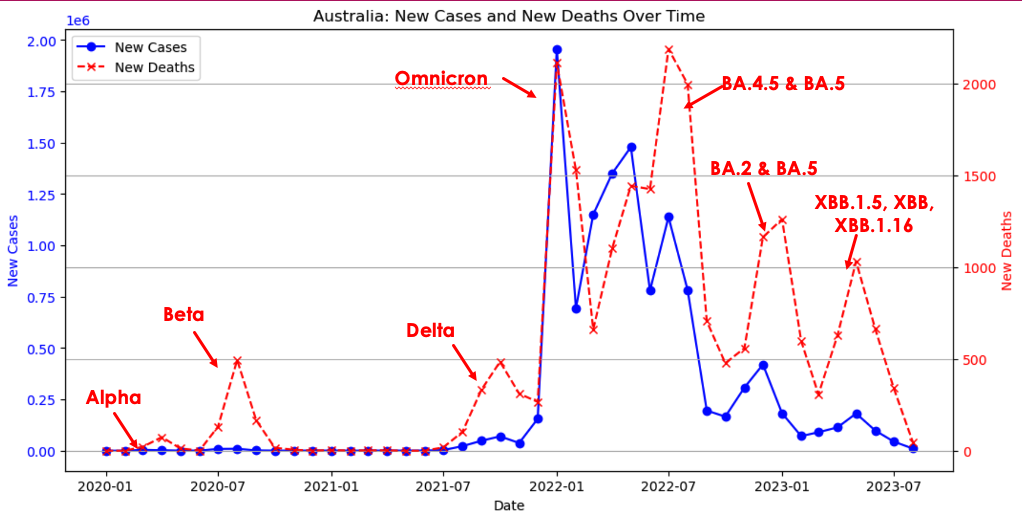 Australia: New Cases and New Deaths Over Time
1e6
New Cases
New Deaths
2.00
1.75
1.50
1.25
1.00
0.75
0.50
0.25
0.00
New Cases
2000
1500
1000
500
0
New Deaths
Omnicron
BA.4.5 & BA.5
BA.2 & BA.5
XBB.1.5, XBB,
XBB.1.16
Beta
Delta
Alpha
2020-01 2020-07 2021-01 2021-07 2022-01 2022-07 2023-01 2023-07
Date